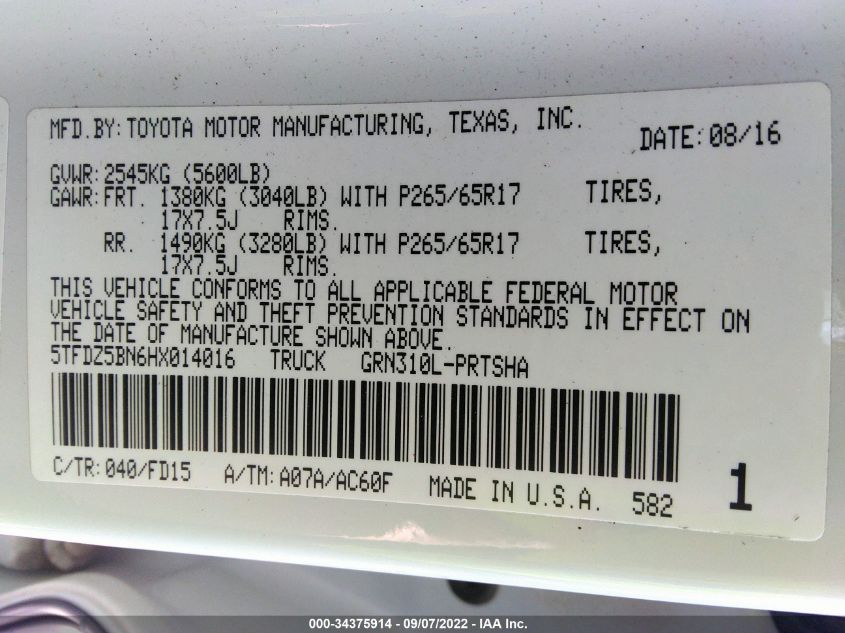 MFD.BY:TOYOTA MOTOR MANUFACTURING, TEXAS, INC.
DATE:08/16
GVWR:2545KG (5600LB)
GAWR:FRT. 1380KG (3040LB) WITH P265/65R17 TIRES,
17X7.5J RIMS.
RR. 1490KG (3280LB) WITH P265/65R17 TIRES,
17X7.5J RIMS.
THIS VEHICLE CONFORMS TO ALL APPLICABLE FEDERAL MOTOR
VEHICLE SAFETY AND THEFT PREVENTION STANDARDS IN EFFECT ON
THE DATE OF MANUFACTURE SHOWN ABOVE.
5TFDZ5BN6HX014016 TRUCK GRN310L-PRTSHA
C/TR:040/FD15 A/TM:A07A/AC60F MADE IN U.S.A. 582 1
000-34375914 - 09/07/2022 - IAA Inc.